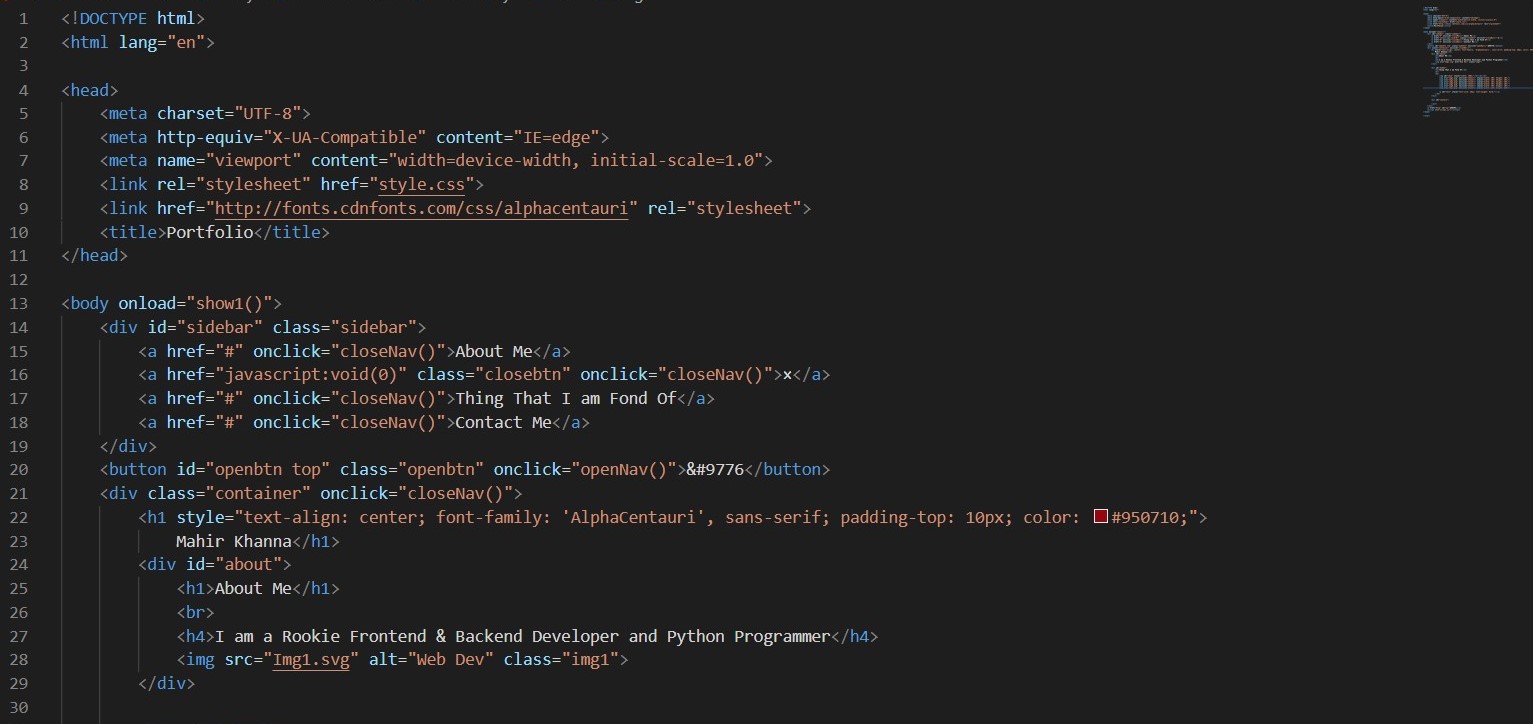 1 <!DOCTYPE html>
2 <html lang="en">
3
4 <head>
5     <meta charset="UTF-8">
6     <meta http-equiv="X-UA-Compatible" content="IE=edge">
7     <meta name="viewport" content="width=device-width, initial-scale=1.0">
8     <link rel="stylesheet" href="style.css">
9     <link href="http://fonts.cdnfonts.com/css/alphacentauri" rel="stylesheet">
10     <title>Portfolio</title>
11 </head>
12
13 <body onload="show1()">
14     <div id="sidebar" class="sidebar">
15         <a href="#" onclick="closeNav()">About Me</a>
16         <a href="javascript:void(0)" class="closebtn" onclick="closeNav()">×</a>
17         <a href="#" onclick="closeNav()">Thing That I am Fond Of</a>
18         <a href="#" onclick="closeNav()">Contact Me</a>
19     </div>
20     <button id="openbtn top" class="openbtn" onclick="openNav()">&#9776</button>
21     <div class="container" onclick="closeNav()">
22         <h1 style="text-align: center; font-family: 'AlphaCentauri', sans-serif; padding-top: 10px; color: #950710;">
23             Mahir Khanna</h1>
24         <div id="about">
25             <h1>About Me</h1>
26             <br>
27             <h4>I am a Rookie Frontend & Backend Developer and Python Programmer</h4>
28             <img src="Img1.svg" alt="Web Dev" class="img1">
29         </div>
30